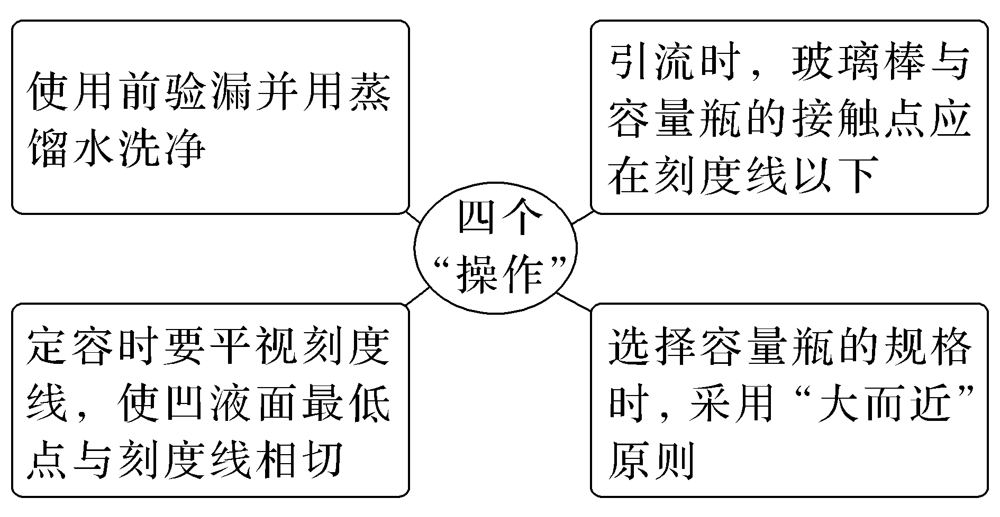 使用前验漏并用蒸
馏水洗净
引流时，玻璃棒与
容量瓶的接触点应
在刻度线以下
四个
“操作”
定容时要平视刻度
线，使凹液面最低
点与刻度线相切
选择容量瓶的规格
时，采用“大而近”
原则